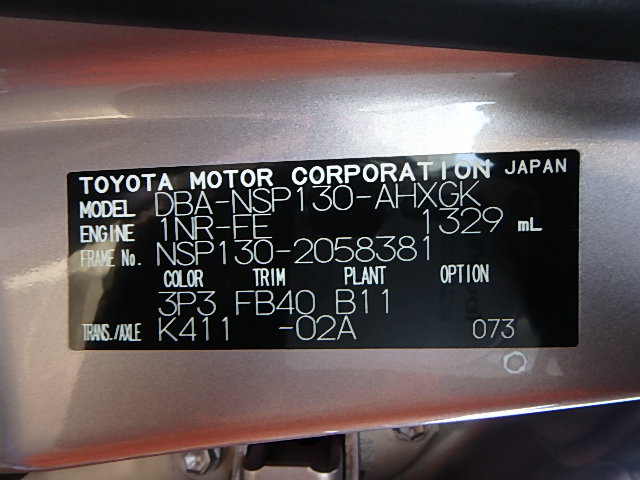 TOYOTA MOTOR CORPORATION JAPAN
MODEL DBA-NSP130-AHXGK
ENGINE 1NR-FE 1329 mL
FRAME No. NSP130-2058381
COLOR TRIM PLANT OPTION
3P3 FB40 B11
TRANS./AXLE K411 -02A 073